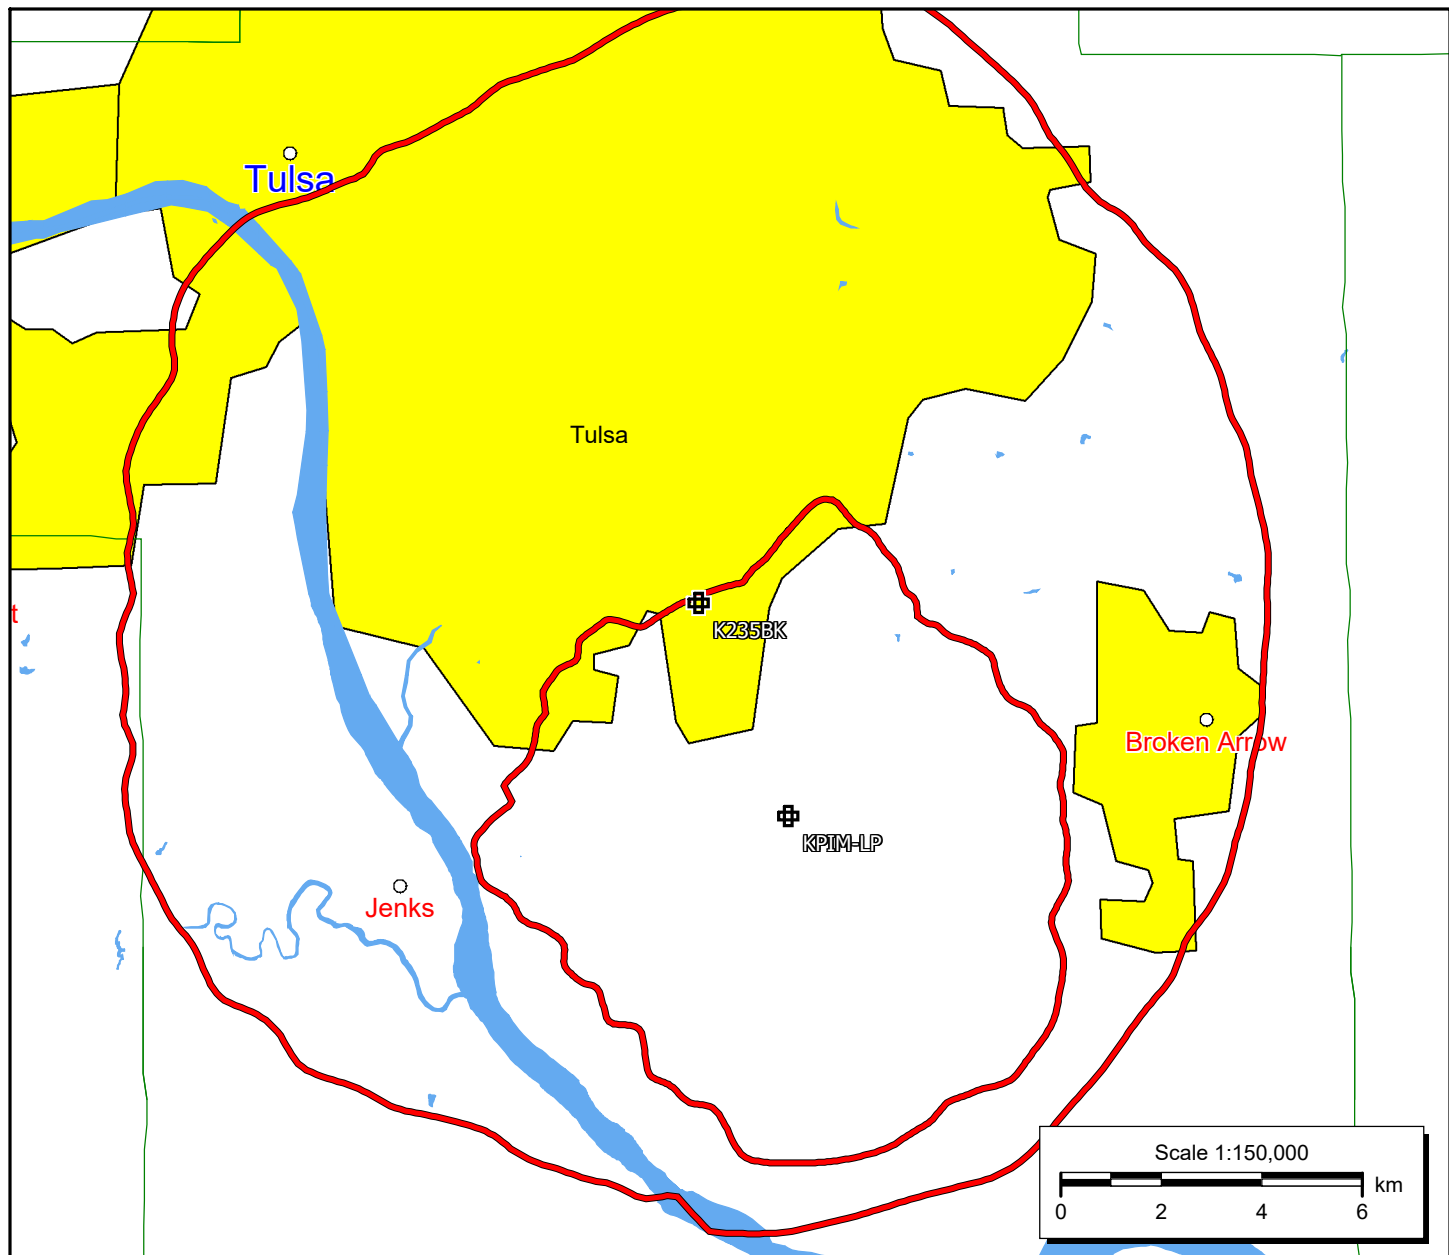 Tulsa
Tulsa
t
K235BK
Broken Arrow
KPIM-LP
Jenks
Scale 1:150,000
km
0 2 4 6